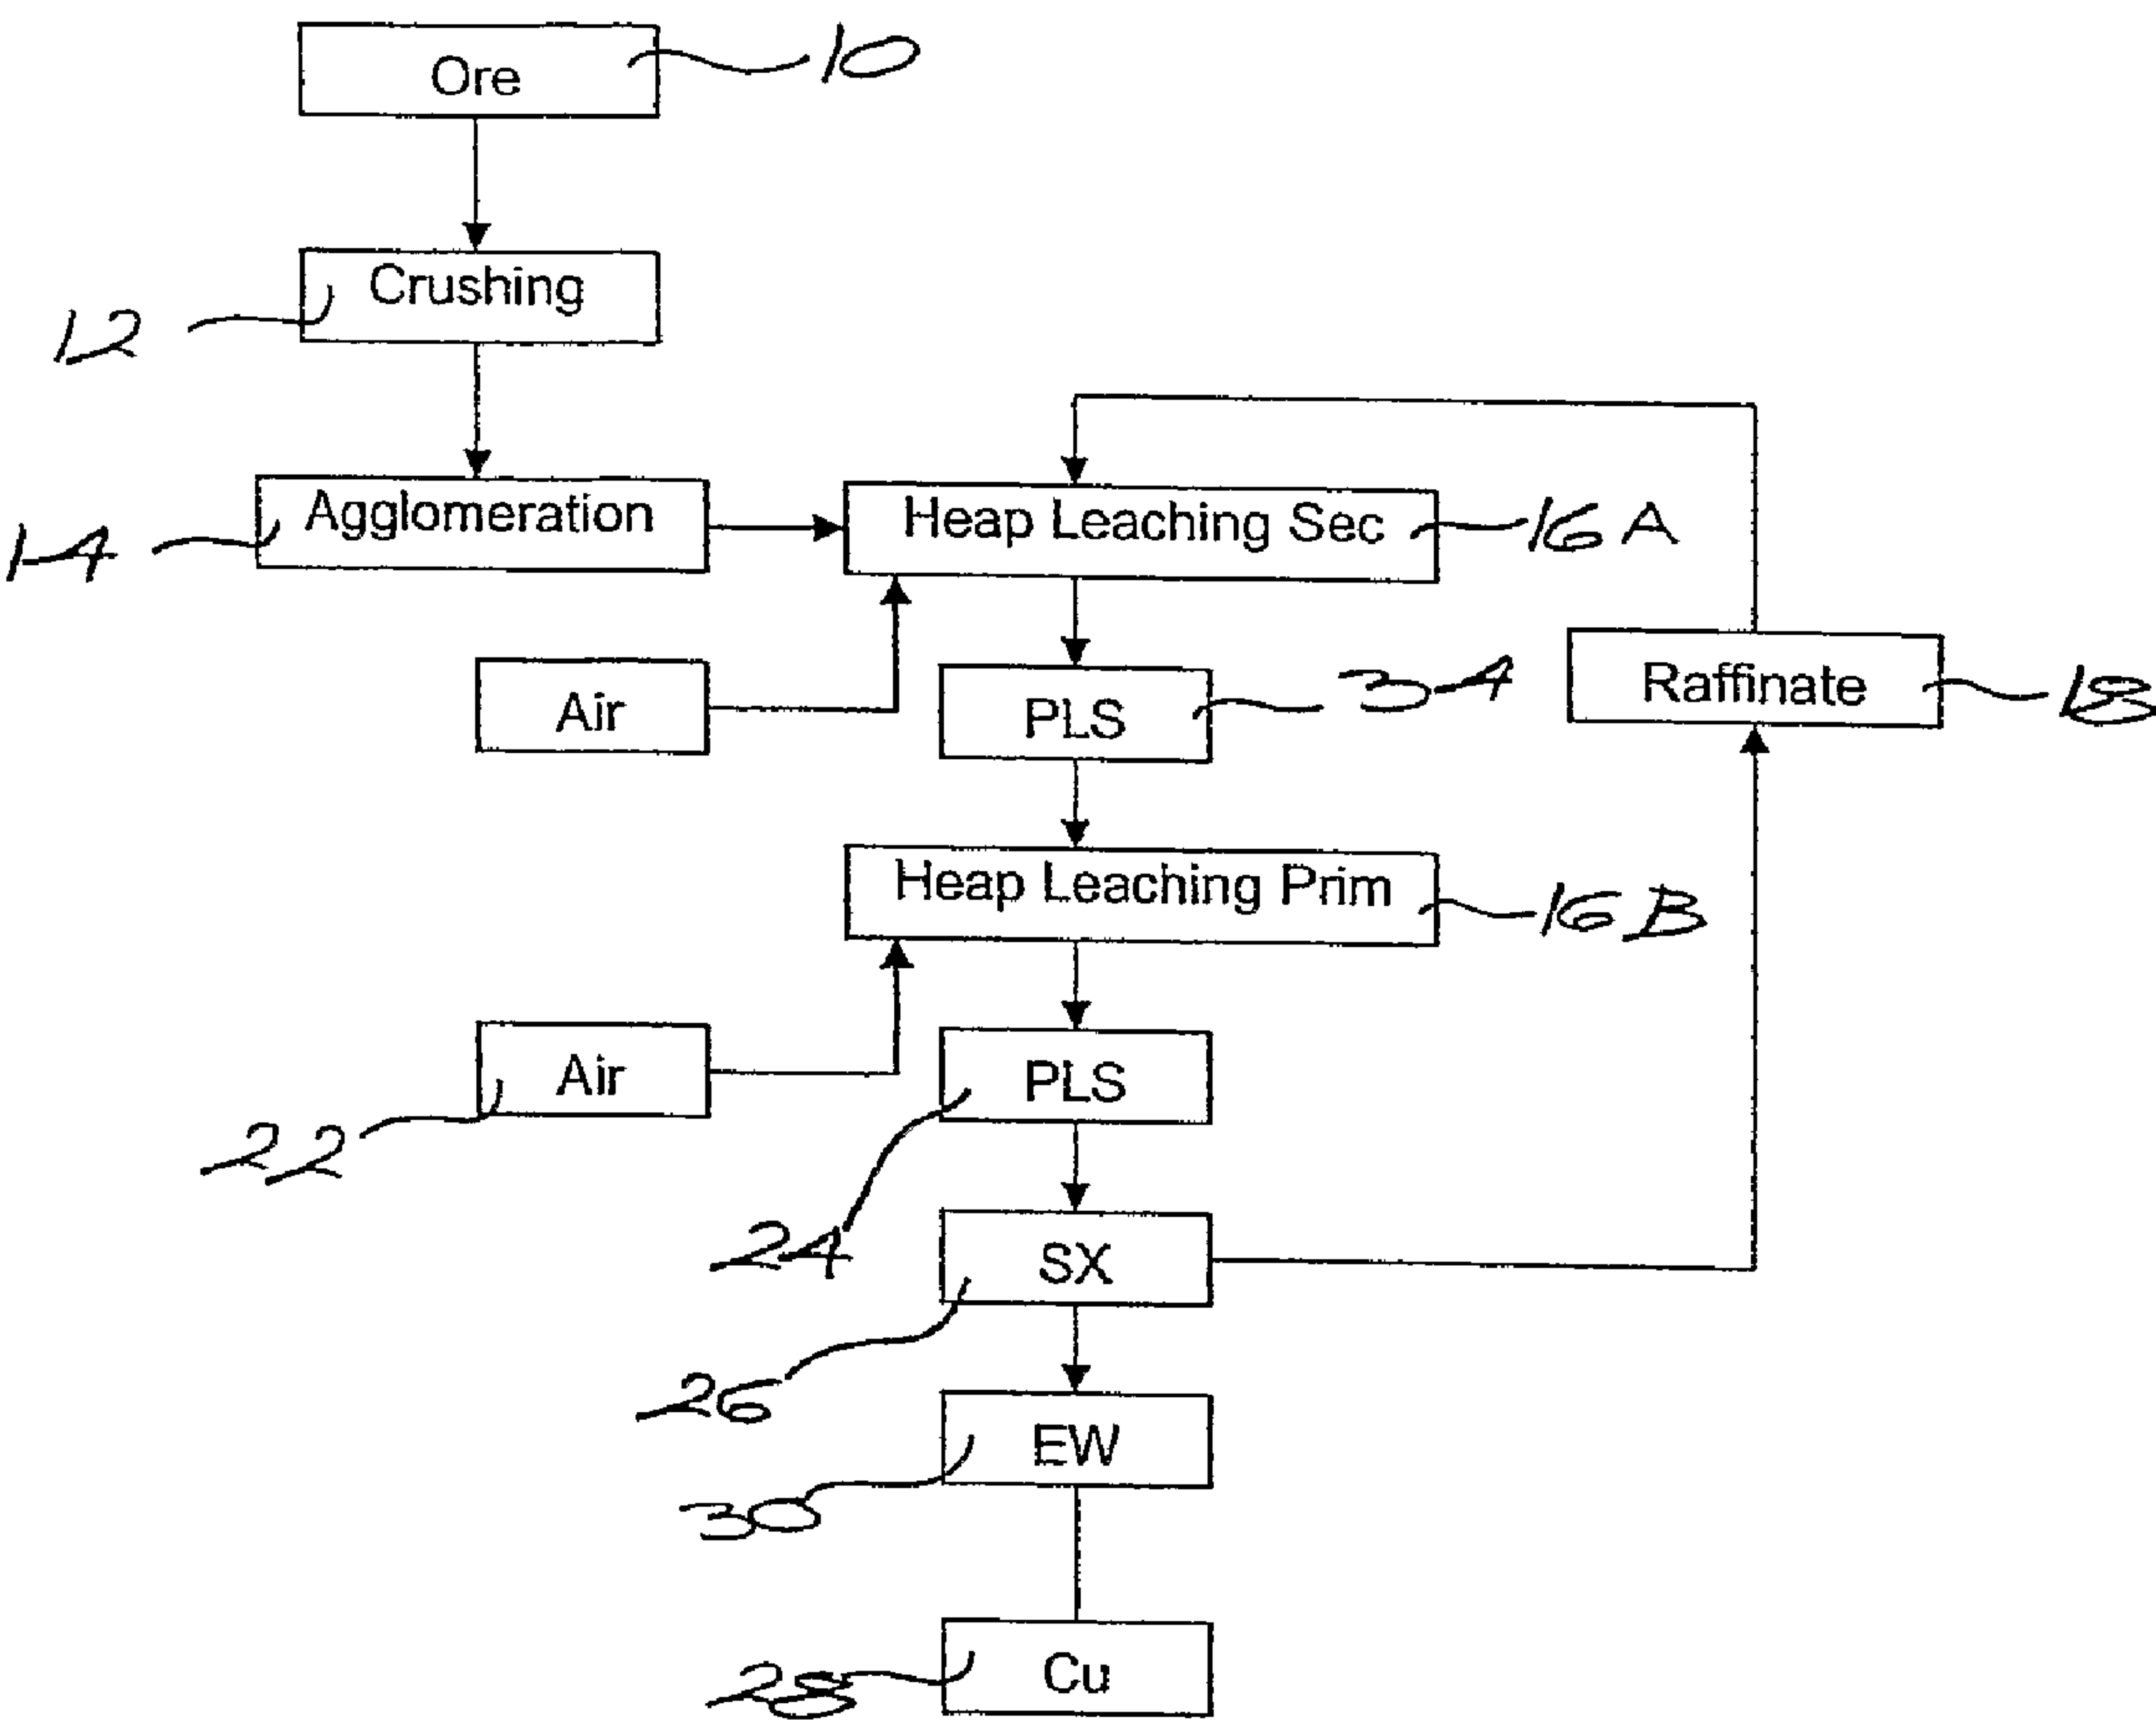 Ore
10
Crushing
12
Agglomeration
14
Heap Leaching Sec
16 A
Air
PLS
34
Raffinate
18
Heap Leaching Prim
16 B
Air
22
PLS
24
SX
26
EW
30
Cu
28